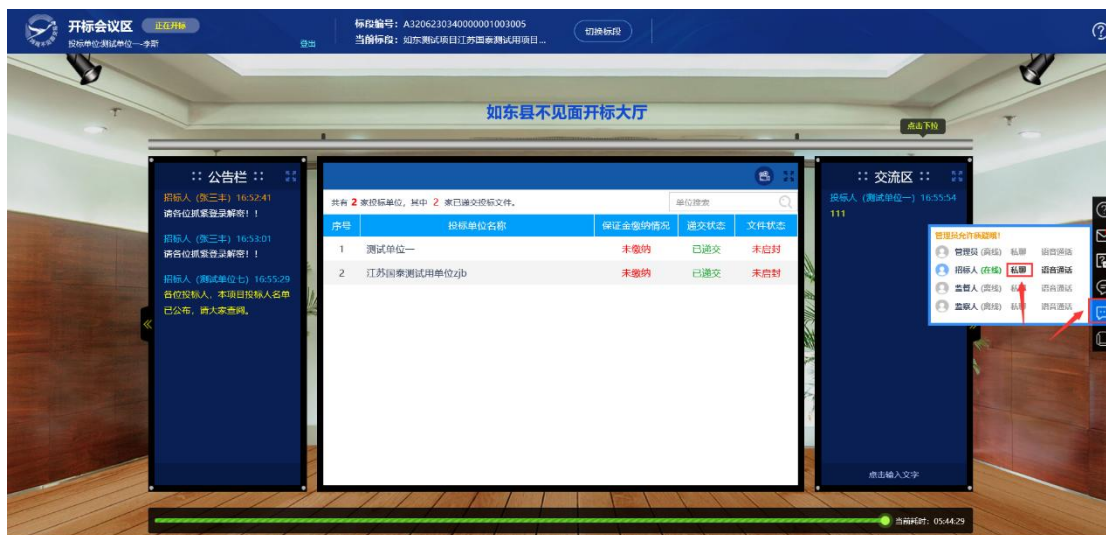 开标会议区 正在开标
投标单位:测试单位一--李斯 登出
标段编号：A3206230340000001003005
当前标段：如东测试项目江苏国泰测试用项目...
切换标段
如东县不见面开标大厅
点击下拉
:: 公告栏 ::
招标人（张三丰）16:52:41
请各位抓紧登录解密！！
招标人（张三丰）16:53:01
请各位抓紧登录解密！！
招标人（测试单位七）16:55:29
各位投标人，本项目投标人名单
已公布，请大家查阅。
共有 2 家投标单位，其中 2 家已递交投标文件。
单位搜索
序号 投标单位名称 保证金缴纳情况 递交状态 文件状态
1 测试单位一 未缴纳 已递交 未启封
2 江苏国泰测试用单位zjb 未缴纳 已递交 未启封
:: 交流区 ::
投标人（测试单位一）16:55:54
111
点击输入文字
管理员(离线) 私聊 语音通话
招标人(在线) 私聊 语音通话
监督人(离线) 私聊 语音通话
监察人(离线) 私聊 语音通话
当前耗时：05:44:29